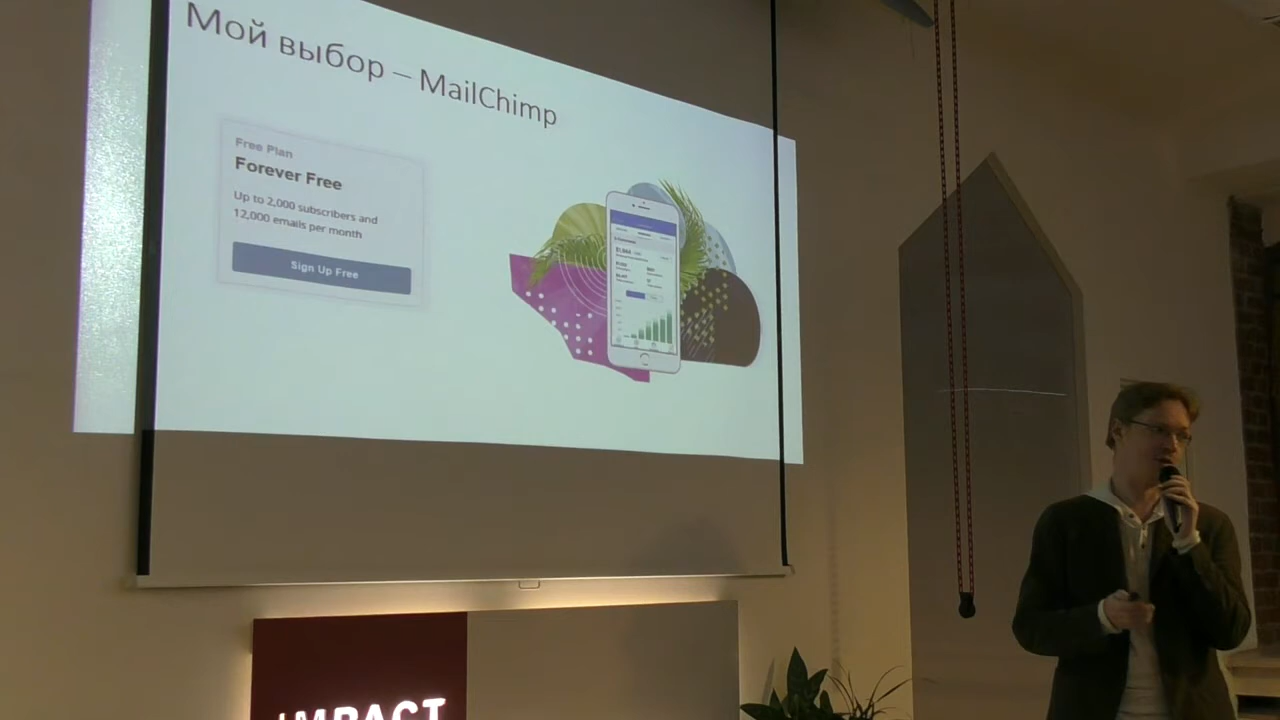 Мой выбор – MailChimp
Free Plan
Forever Free
Up to 2,000 subscribers and
12,000 emails per month
Sign Up Free
IMPACT